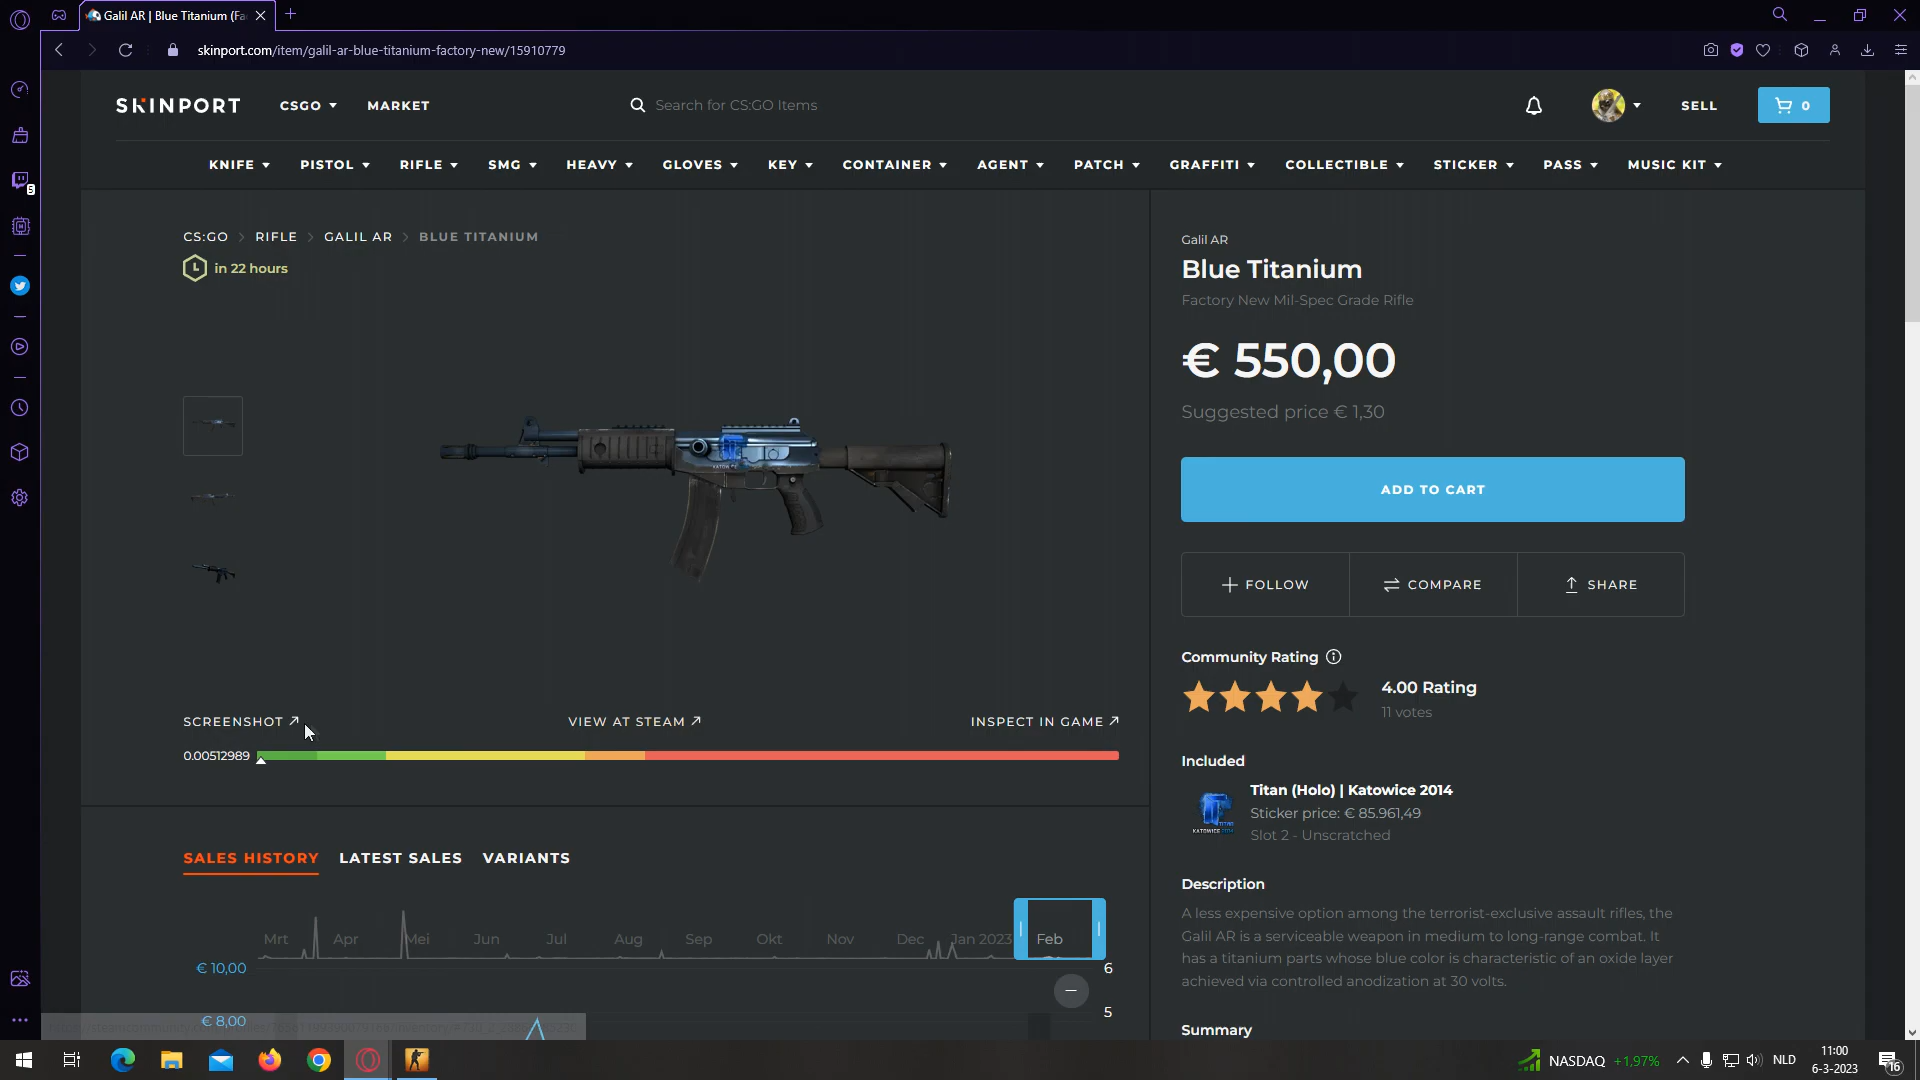 Galil AR | Blue Titanium (Fa
skinport.com/item/galil-ar-blue-titanium-factory-new/15910779
SKINPORT
CSGO
MARKET
Search for CS:GO Items
SELL
0
KNIFE
PISTOL
RIFLE
SMG
HEAVY
GLOVES
KEY
CONTAINER
AGENT
PATCH
GRAFFITI
COLLECTIBLE
STICKER
PASS
MUSIC KIT
5
CS:GO > RIFLE > GALIL AR > BLUE TITANIUM
in 22 hours
SCREENSHOT
VIEW AT STEAM
INSPECT IN GAME
0.00512989
SALES HISTORY
LATEST SALES
VARIANTS
Mrt
Apr
Mei
Jun
Jul
Aug
Sep
Okt
Nov
Dec
Jan 2023
Feb
€ 10,00
6
€ 8,00
5
Galil AR
Blue Titanium
Factory New Mil-Spec Grade Rifle
€ 550,00
Suggested price € 1,30
ADD TO CART
FOLLOW
COMPARE
SHARE
Community Rating
4.00 Rating
11 votes
Included
Titan (Holo) | Katowice 2014
Sticker price: € 85.961,49
Slot 2 - Unscratched
Description
A less expensive option among the terrorist-exclusive assault rifles, the
Galil AR is a serviceable weapon in medium to long-range combat. It
has a titanium parts whose blue color is characteristic of an oxide layer
achieved via controlled anodization at 30 volts.
Summary
NASDAQ +1,97%
NLD
11:00
6-3-2023
16